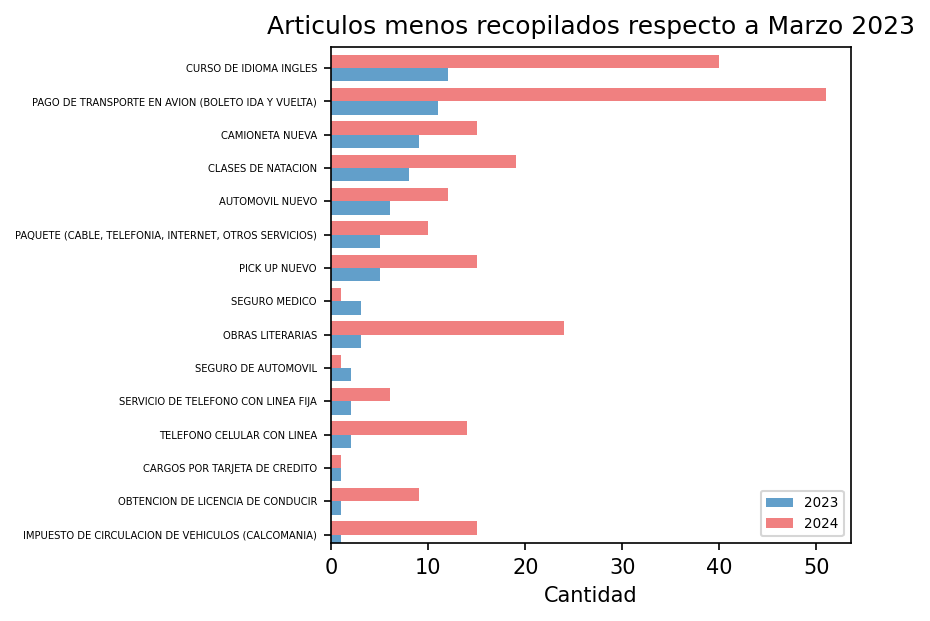 Articulos menos recopilados respecto a Marzo 2023
CURSO DE IDIOMA INGLES
PAGO DE TRANSPORTE EN AVION (BOLETO IDA Y VUELTA)
CAMIONETA NUEVA
CLASES DE NATACION
AUTOMOVIL NUEVO
PAQUETE (CABLE, TELEFONIA, INTERNET, OTROS SERVICIOS)
PICK UP NUEVO
SEGURO MEDICO
OBRAS LITERARIAS
SEGURO DE AUTOMOVIL
SERVICIO DE TELEFONO CON LINEA FIJA
TELEFONO CELULAR CON LINEA
CARGOS POR TARJETA DE CREDITO
OBTENCION DE LICENCIA DE CONDUCIR
IMPUESTO DE CIRCULACION DE VEHICULOS (CALCOMANIA)
2023
2024
0 10 20 30 40 50
Cantidad